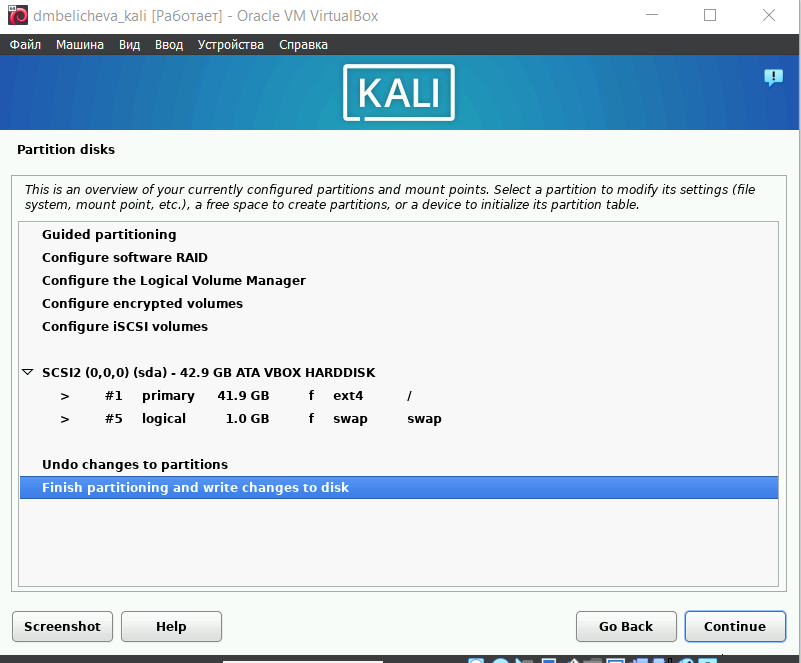 dmbelicheva_kali [Работает] - Oracle VM VirtualBox
Файл Машина Вид Ввод Устройства Справка
KALI
Partition disks
This is an overview of your currently configured partitions and mount points. Select a partition to modify its settings (file
system, mount point, etc.), a free space to create partitions, or a device to initialize its partition table.
Guided partitioning
Configure software RAID
Configure the Logical Volume Manager
Configure encrypted volumes
Configure iSCSI volumes
SCSI2 (0,0,0) (sda) - 42.9 GB ATA VBOX HARDDISK
> #1 primary 41.9 GB f ext4 /
> #5 logical 1.0 GB f swap swap
Undo changes to partitions
Finish partitioning and write changes to disk
Screenshot Help Go Back Continue